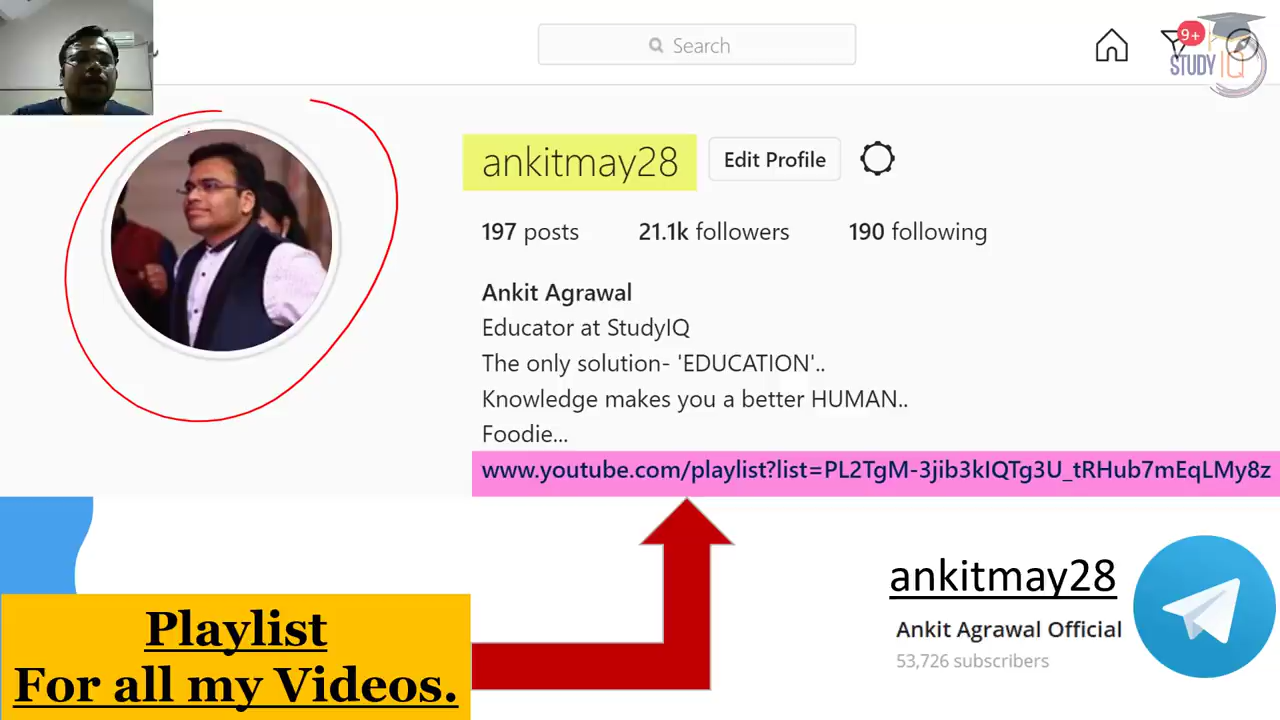 Search
9+
STUDY IQ
ankitmay28
Edit Profile
197 posts 21.1k followers 190 following
Ankit Agrawal
Educator at StudyIQ
The only solution- 'EDUCATION'..
Knowledge makes you a better HUMAN..
Foodie...
www.youtube.com/playlist?list=PL2TgM-3jib3kIQTg3U_tRHub7mEqLMy8z
Playlist
For all my Videos.
ankitmay28
Ankit Agrawal Official
53,726 subscribers